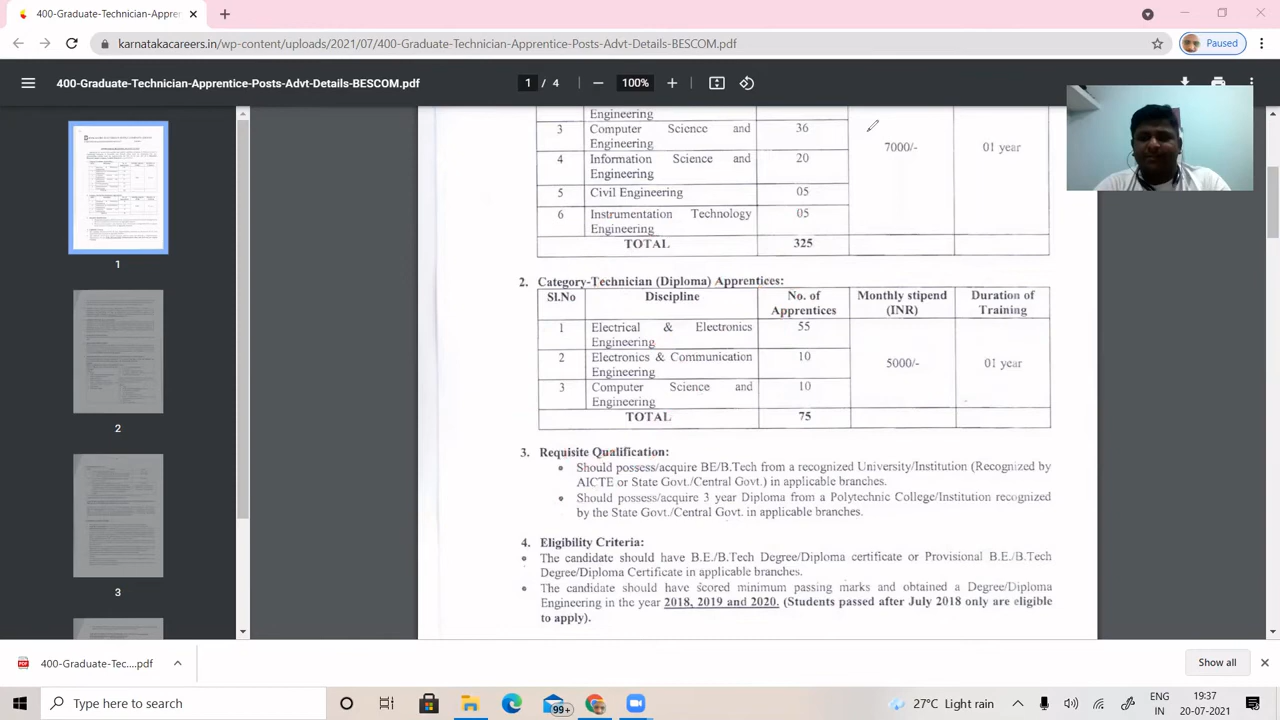 400-Graduate-Technician-Appren
karnatakacareers.in/wp-content/uploads/2021/07/400-Graduate-Technician-Apprentice-Posts-Advt-Details-BESCOM.pdf
Paused
400-Graduate-Technician-Apprentice-Posts-Advt-Details-BESCOM.pdf
1 / 4
100%
Engineering
3 Computer Science and Engineering 36
7000/- 01 year
4 Information Science and Engineering 20
5 Civil Engineering 05
6 Instrumentation Technology Engineering 05
TOTAL 325
2. Category-Technician (Diploma) Apprentices:
Sl.No Discipline No. of Apprentices Monthly stipend (INR) Duration of Training
1 Electrical & Electronics Engineering 55
2 Electronics & Communication Engineering 10
5000/- 01 year
3 Computer Science and Engineering 10
TOTAL 75
3. Requisite Qualification:
• Should possess/acquire BE/B.Tech from a recognized University/Institution (Recognized by
AICTE or State Govt./Central Govt.) in applicable branches.
• Should possess/acquire 3 year Diploma from a Polytechnic College/Institution recognized
by the State Govt./Central Govt. in applicable branches.
4. Eligibility Criteria:
• The candidate should have B.E./B.Tech Degree/Diploma certificate or Provisional B.E./B.Tech
Degree/Diploma Certificate in applicable branches.
• The candidate should have scored minimum passing marks and obtained a Degree/Diploma
Engineering in the year 2018, 2019 and 2020. (Students passed after July 2018 only are eligible
to apply).
1
2
3
400-Graduate-Tec....pdf
Show all
Type here to search
99+
27°C Light rain
ENG
IN
19:37
20-07-2021